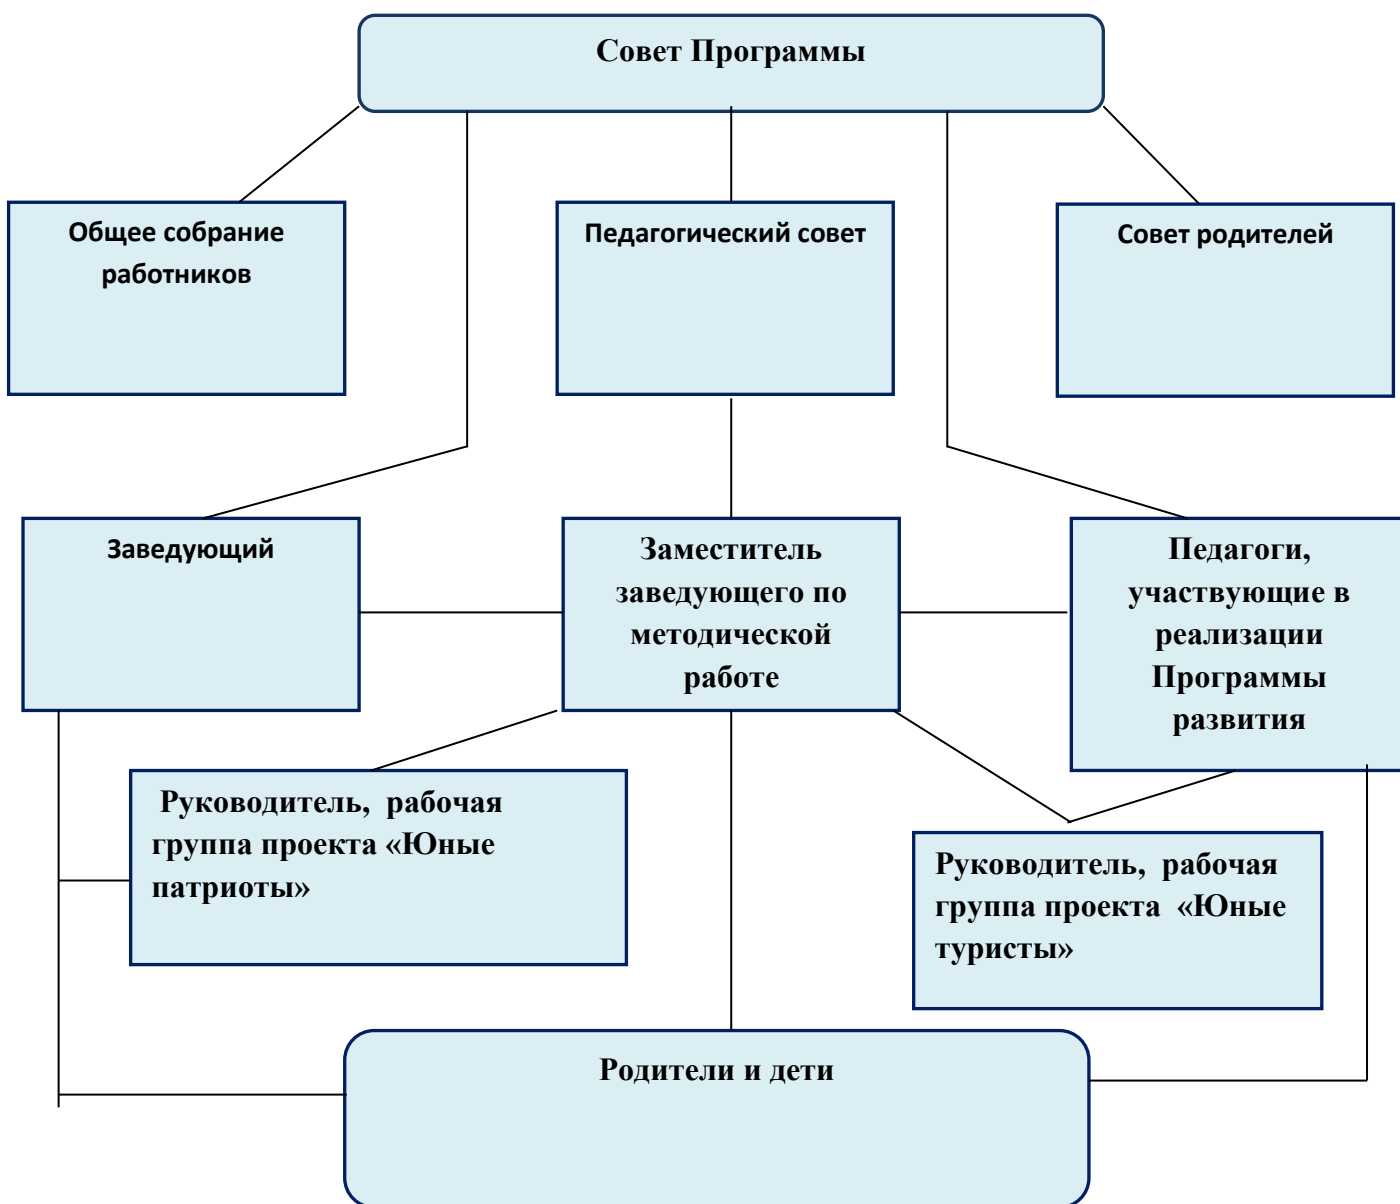 Совет Программы
Общее собрание
работников
Педагогический совет
Совет родителей
Заведующий
Заместитель
заведующего по
методической
работе
Педагоги,
участвующие в
реализации
Программы
развития
Руководитель,  рабочая
группа проекта «Юные
патриоты»
Руководитель,  рабочая
группа проекта  «Юные
туристы»
Родители и дети